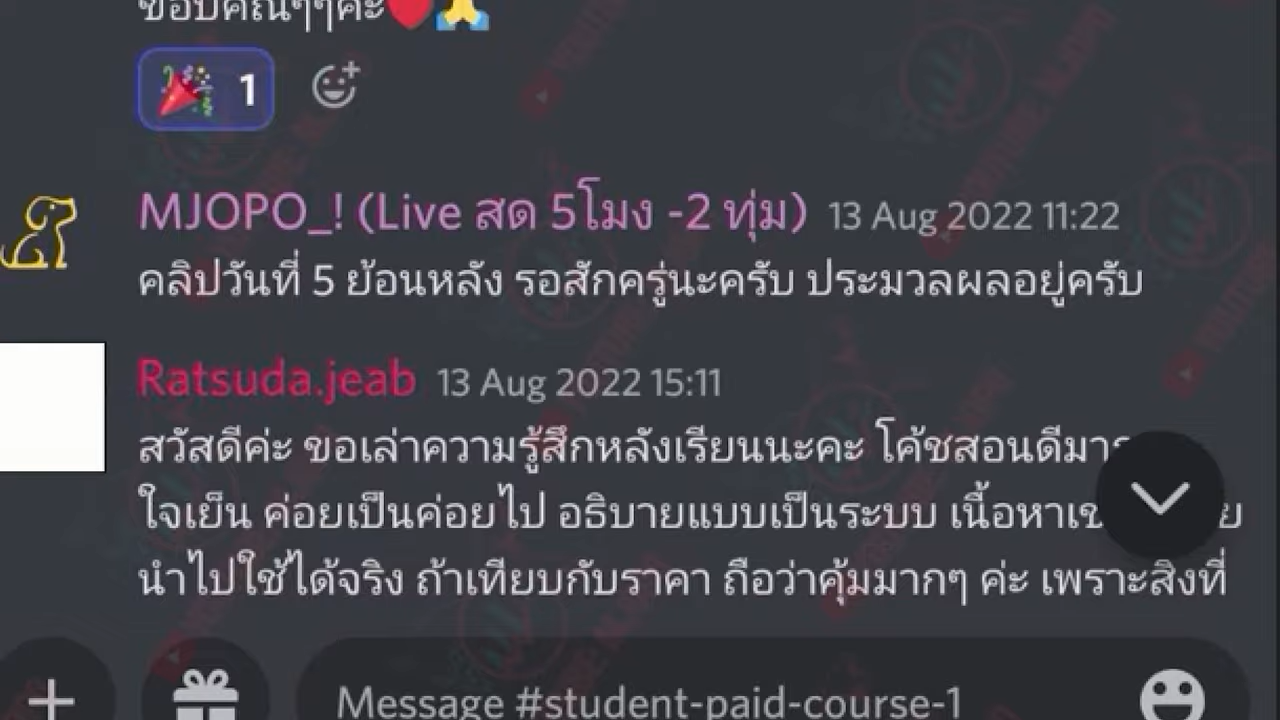 ขอบคุณๆๆค่ะ❤️🙏
🎉 1
MJOPO_! (Live สด 5โมง -2 ทุ่ม) 13 Aug 2022 11:22
คลิปวันที่ 5 ย้อนหลัง รอสักครู่นะครับ ประมวลผลอยู่ครับ
Ratsuda.jeab 13 Aug 2022 15:11
สวัสดีค่ะ ขอเล่าความรู้สึกหลังเรียนนะคะ โค้ชสอนดี
ใจเย็น ค่อยเป็นค่อยไป อธิบายแบบเป็นระบบ เนื้อหา
นำไปใช้ได้จริง ถ้าเทียบกับราคา ถือว่าคุ้มมากๆ ค่ะ เพราะสิ่งที่
Message #student-paid-course-1